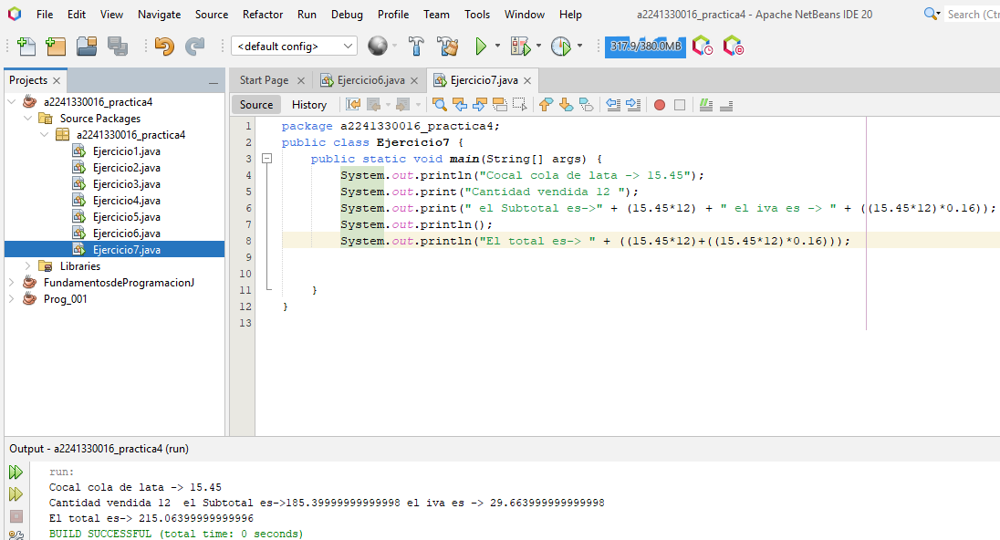 File Edit View Navigate Source Refactor Run Debug Profile Team Tools Window Help a2241330016_practica4 - Apache NetBeans IDE 20 Search (Ctr
<default config> 317.9/380.0MB
Projects Start Page Ejercicio6.java Ejercicio7.java
Source History
a2241330016_practica4
Source Packages
a2241330016_practica4
Ejercicio1.java
Ejercicio2.java
Ejercicio3.java
Ejercicio4.java
Ejercicio5.java
Ejercicio6.java
Ejercicio7.java
Libraries
FundamentosdeProgramacionJ
Prog_001
1 package a2241330016_practica4;
2 public class Ejercicio7 {
3 public static void main(String[] args) {
4 System.out.println("Cocal cola de lata -> 15.45");
5 System.out.print("Cantidad vendida 12 ");
6 System.out.print(" el Subtotal es->" + (15.45*12) + " el iva es -> " + ((15.45*12)*0.16));
7 System.out.println();
8 System.out.println("El total es-> " + ((15.45*12)+((15.45*12)*0.16)));
9
10
11 }
12 }
13
Output - a2241330016_practica4 (run)
run:
Cocal cola de lata -> 15.45
Cantidad vendida 12  el Subtotal es->185.39999999999998 el iva es -> 29.663999999999998
El total es-> 215.06399999999996
BUILD SUCCESSFUL (total time: 0 seconds)